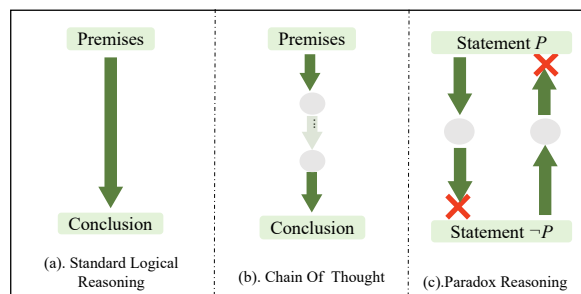 Premises
Conclusion
(a). Standard Logical
Reasoning
Premises
...
Conclusion
(b). Chain Of Thought
Statement P
Statement ¬P
(c).Paradox Reasoning